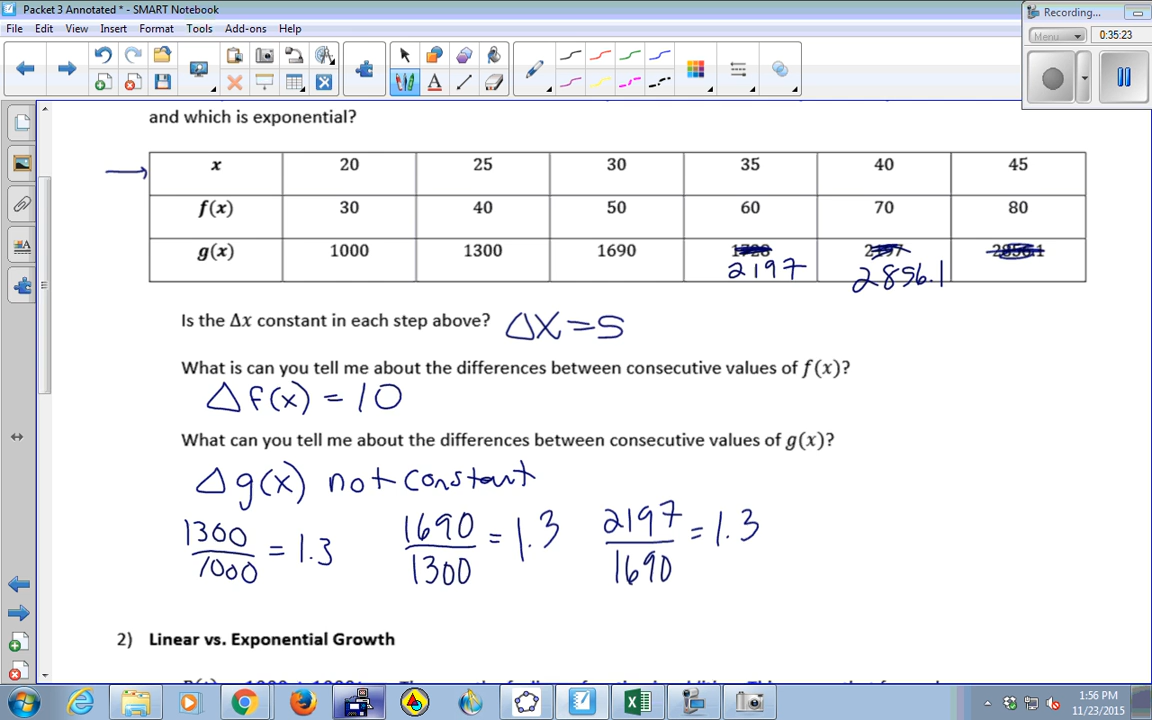 Packet 3 Annotated * - SMART Notebook
Recording...
File Edit View Insert Format Tools Add-ons Help
Menu
0:35:23
and which is exponential?
x 20 25 30 35 40 45
f(x) 30 40 50 60 70 80
g(x) 1000 1300 1690 1728 2197 2856.1
2197 2856.1
Is the Δx constant in each step above? ΔX = 5
What is can you tell me about the differences between consecutive values of f(x)?
Δ f(x) = 10
What can you tell me about the differences between consecutive values of g(x)?
Δ g(x) not constant
1300/1000 = 1.3 1690/1300 = 1.3 2197/1690 = 1.3
2) Linear vs. Exponential Growth
1:56 PM
11/23/2015